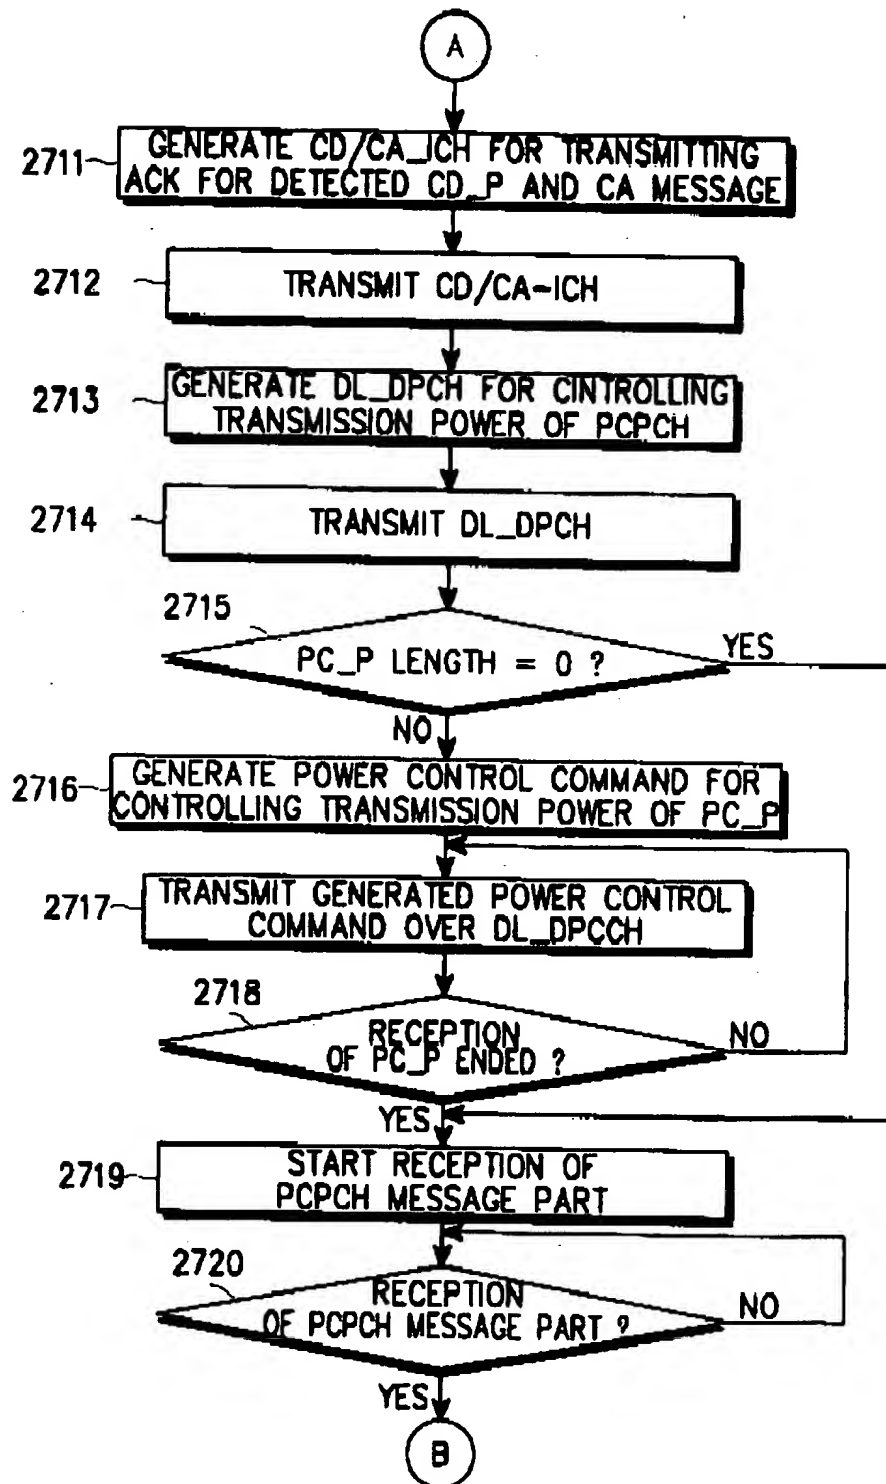 A
2711
GENERATE CD/CA_ICH FOR TRANSMITTING
ACK FOR DETECTED CD_P AND CA MESSAGE
2712
TRANSMIT CD/CA-ICH
2713
GENERATE DL_DPCH FOR CINTROLLING
TRANSMISSION POWER OF PCPCH
2714
TRANSMIT DL_DPCH
2715
PC_P LENGTH = 0 ?
YES
NO
2716
GENERATE POWER CONTROL COMMAND FOR
CONTROLLING TRANSMISSION POWER OF PC_P
2717
TRANSMIT GENERATED POWER CONTROL
COMMAND OVER DL_DPCCH
2718
RECEPTION
OF PC_P ENDED ?
NO
YES
2719
START RECEPTION OF
PCPCH MESSAGE PART
2720
RECEPTION
OF PCPCH MESSAGE PART ?
NO
YES
B